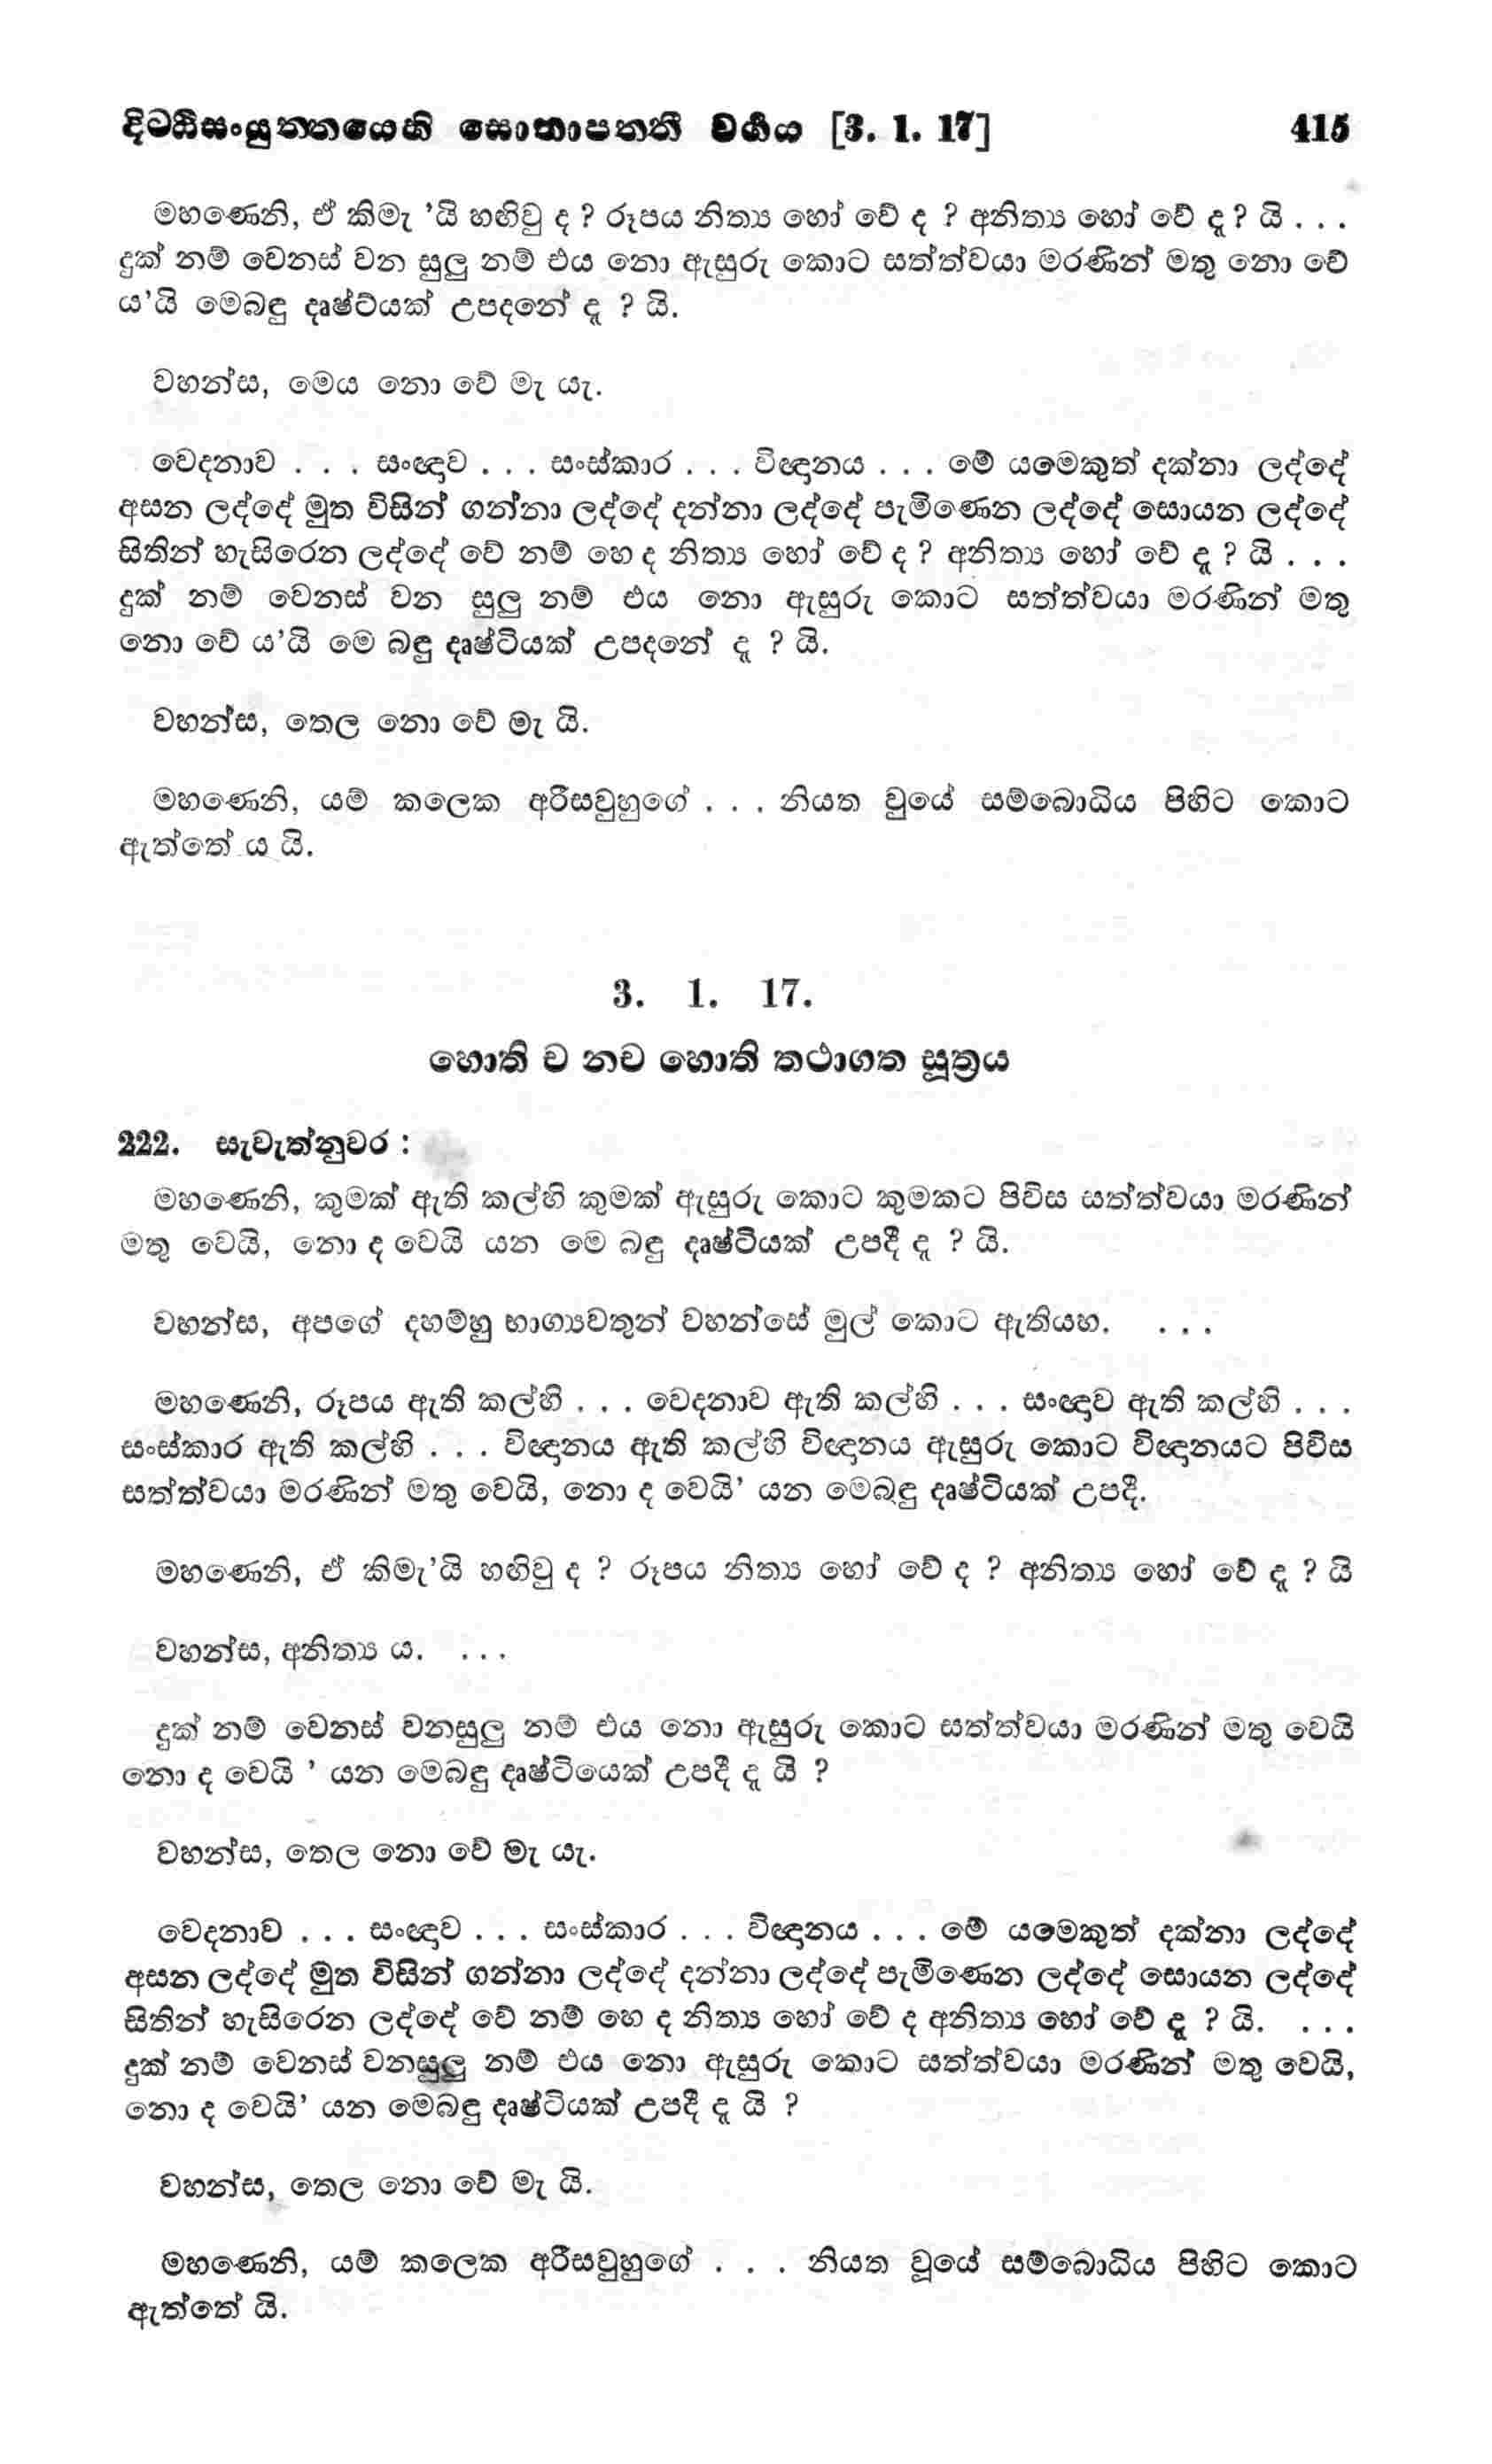 දිට්ඨිසංයුත්තයෙහි සොතාපත්ති වර්‍ගය [3. 1. 17] 415
මහණෙනි, ඒ කිමැ ’යි හඟිවු ද ? රූපය නිත්‍ය හෝ වේ ද ? අනිත්‍ය හෝ වේ දැ ? යි . . .
දුක් නම් වෙනස් වන සුලු නම් එය නො ඇසුරු කොට සත්ත්වයා මරණින් මතු නො වේ
ය’යි මෙබඳු දෘෂ්ටියක් උපදනේ දැ ? යි.
වහන්ස, මෙය නො වේ මැ යැ.
වෙදනාව . . . සංඥාව . . . සංස්කාර . . . විඥානය . . . මේ යමෙකුත් දක්නා ලද්දේ
අසන ලද්දේ මුත විසින් ගන්නා ලද්දේ දන්නා ලද්දේ පැමිණෙන ලද්දේ සොයන ලද්දේ
සිතින් හැසිරෙන ලද්දේ වේ නම් හෙ ද නිත්‍ය හෝ වේ ද ? අනිත්‍ය හෝ වේ දැ ? යි . . .
දුක් නම් වෙනස් වන සුලු නම් එය නො ඇසුරු කොට සත්ත්වයා මරණින් මතු
නො වේ ය’යි මෙ බඳු දෘෂ්ටියක් උපදනේ දැ ? යි.
වහන්ස, තෙල නො වේ මැ යි.
මහණෙනි, යම් කලෙක අරීසව්හුගේ . . . නියත වුයේ සම්බොධිය පිහිට කොට
ඇත්තේ ය යි.
3. 1. 17.
හොති ච නච හොති තථාගත සූත්‍රය
222. සැවැත්නුවර :
මහණෙනි, කුමක් ඇති කල්හි කුමක් ඇසුරු කොට කුමකට පිවිස සත්ත්වයා මරණින්
මතු වෙයි, නො ද වෙයි යන මෙ බඳු දෘෂ්ටියක් උපදී දැ ? යි.
වහන්ස, අපගේ දහම්හු භාග්‍යවතුන් වහන්සේ මුල් කොට ඇතියහ. . . .
මහණෙනි, රූපය ඇති කල්හි . . . වෙදනාව ඇති කල්හි . . . සංඥාව ඇති කල්හි . . .
සංස්කාර ඇති කල්හි . . . විඥානය ඇති කල්හි විඥානය ඇසුරු කොට විඥානයට පිවිස
සත්ත්වයා මරණින් මතු වෙයි, නො ද වෙයි’ යන මෙබඳු දෘෂ්ටියක් උපදී.
මහණෙනි, ඒ කිමැ’යි හඟිවු ද ? රූපය නිත්‍ය හෝ වේ ද ? අනිත්‍ය හෝ වේ දැ ? යි
වහන්ස, අනිත්‍ය ය. . . .
දුක් නම් වෙනස් වනසුලු නම් එය නො ඇසුරු කොට සත්ත්වයා මරණින් මතු වෙයි
නො ද වෙයි ’ යන මෙබඳු දෘෂ්ටියෙක් උපදී දැ යි ?
වහන්ස, තෙල නො වේ මැ යැ.
වෙදනාව . . . සංඥාව . . . සංස්කාර . . . විඥානය . . . මේ යමෙකුත් දක්නා ලද්දේ
අසන ලද්දේ මුත විසින් ගන්නා ලද්දේ දන්නා ලද්දේ පැමිණෙන ලද්දේ සොයන ලද්දේ
සිතින් හැසිරෙන ලද්දේ වේ නම් හෙ ද නිත්‍ය හෝ වේ ද අනිත්‍ය හෝ වේ දැ ? යි. . . .
දුක් නම් වෙනස් වනසුලු නම් එය නො ඇසුරු කොට සත්ත්වයා මරණින් මතු වෙයි,
නො ද වෙයි’ යන මෙබඳු දෘෂ්ටියක් උපදී දැ යි ?
වහන්ස, තෙල නො වේ මැ යි.
මහණෙනි, යම් කලෙක අරීසව්හුගේ . . . නියත වූයේ සම්බොධිය පිහිට කොට
ඇත්තේ යි.